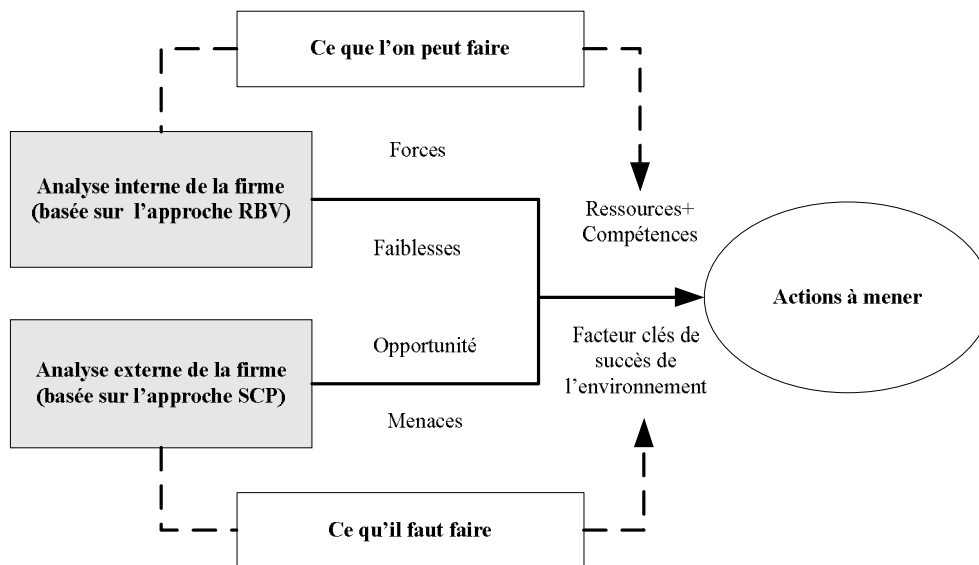 Ce que l’on peut faire
Forces
Analyse interne de la firme
(basée sur l’approche RBV)
Ressources+
Compétences
Faiblesses
Actions à mener
Opportunité
Facteur clés de
succès de
l’environnement
Analyse externe de la firme
(basée sur l’approche SCP)
Menaces
Ce qu’il faut faire